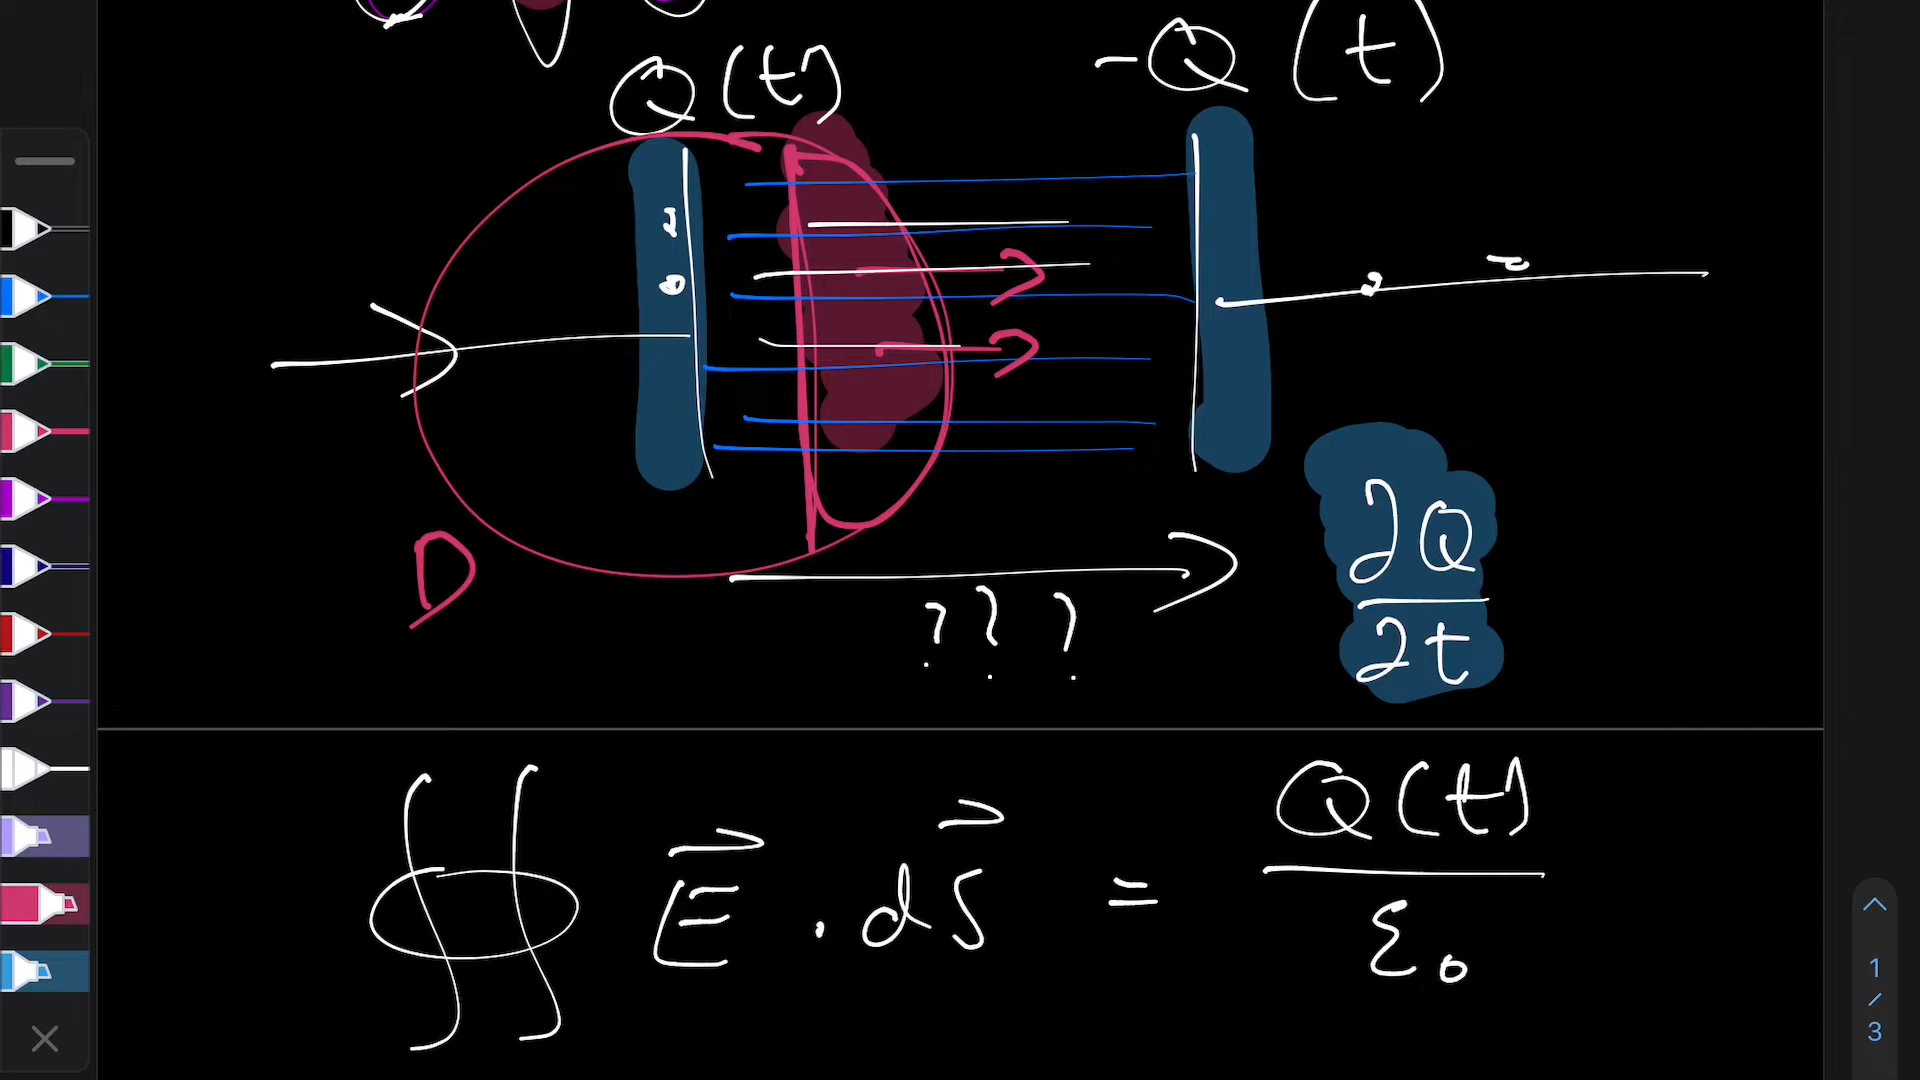 Q(t)
-Q(t)
D
???
∂Q
∂t
∯ E⃗ . dS⃗ = Q(t)
ε₀
1
/
3